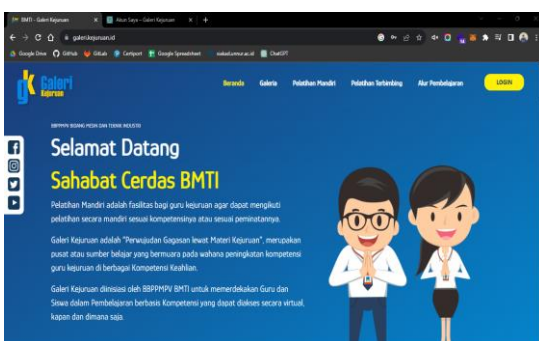 BMTI - Galeri Kejuruan
Akun Saya - Galeri Kejuruan
galerikejuruan.id
Google Drive GitHub GitLab Certiport Google Spreadsheet ChatGPT
gk Galeri Kejuruan
Beranda Galeria Pelatihan Mandiri Pelatihan Terbimbing Alur Pembelajaran LOGIN
BBPPMPV BIDANG MESIN DAN TEKNIK INDUSTRI
Selamat Datang
Sahabat Cerdas BMTI
Pelatihan Mandiri adalah fasilitas bagi guru kejuruan agar dapat mengikuti
pelatihan secara mandiri sesuai kompetensinya atau sesuai peminatannya.
Galeri Kejuruan adalah "Perwujudan Gagasan lewat Materi Kejuruan", merupakan
pusat atau sumber belajar yang bermuara pada wahana peningkatan kompetensi
guru kejuruan di berbagai Kompetensi Keahlian.
Galeri Kejuruan diinisiasi oleh BBPPMPV BMTI untuk memerdekakan Guru dan
Siswa dalam Pembelajaran berbasis Kompetensi yang dapat diakses secara virtual,
kapan dan dimana saja.